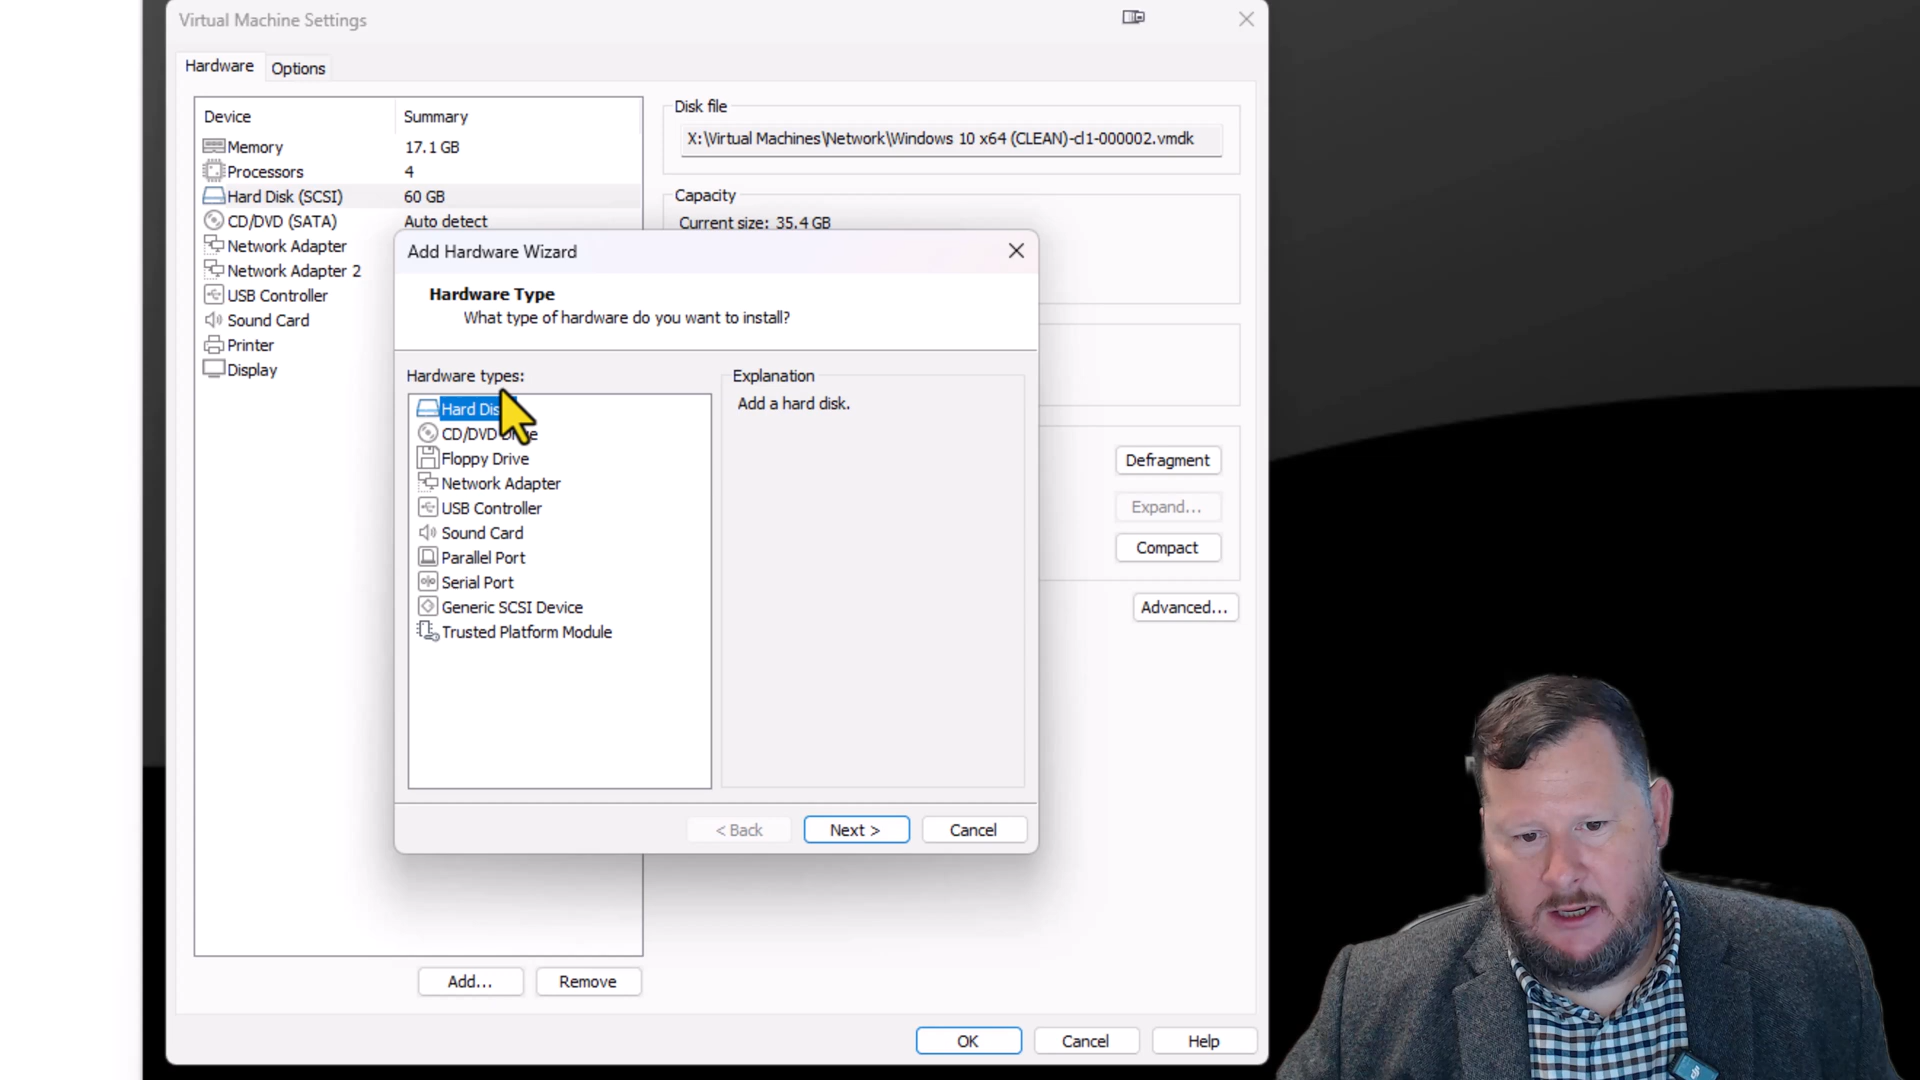 Virtual Machine Settings
Hardware
Options
Device Summary
Memory 17.1 GB
Processors 4
Hard Disk (SCSI) 60 GB
CD/DVD (SATA) Auto detect
Network Adapter
Network Adapter 2
USB Controller
Sound Card
Printer
Display
Disk file
X:\Virtual Machines\Network\Windows 10 x64 (CLEAN)-cl1-000002.vmdk
Capacity
Current size: 35.4 GB
Add Hardware Wizard
Hardware Type
What type of hardware do you want to install?
Hardware types:
Hard Dis
CD/DVD Drive
Floppy Drive
Network Adapter
USB Controller
Sound Card
Parallel Port
Serial Port
Generic SCSI Device
Trusted Platform Module
Explanation
Add a hard disk.
< Back
Next >
Cancel
Defragment
Expand...
Compact
Advanced...
Add...
Remove
OK
Cancel
Help